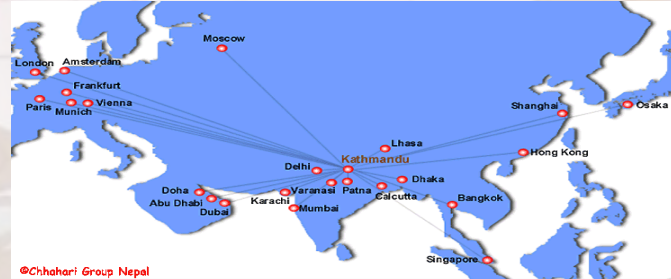 Moscow
London
Amsterdam
Frankfurt
Paris
Munich
Vienna
Shanghai
Osaka
Lhasa
Kathmandu
Hong Kong
Delhi
Doha
Varanasi
Patna
Dhaka
Abu Dhabi
Karachi
Calcutta
Bangkok
Dubai
Mumbai
Singapore
©Chhahari Group Nepal